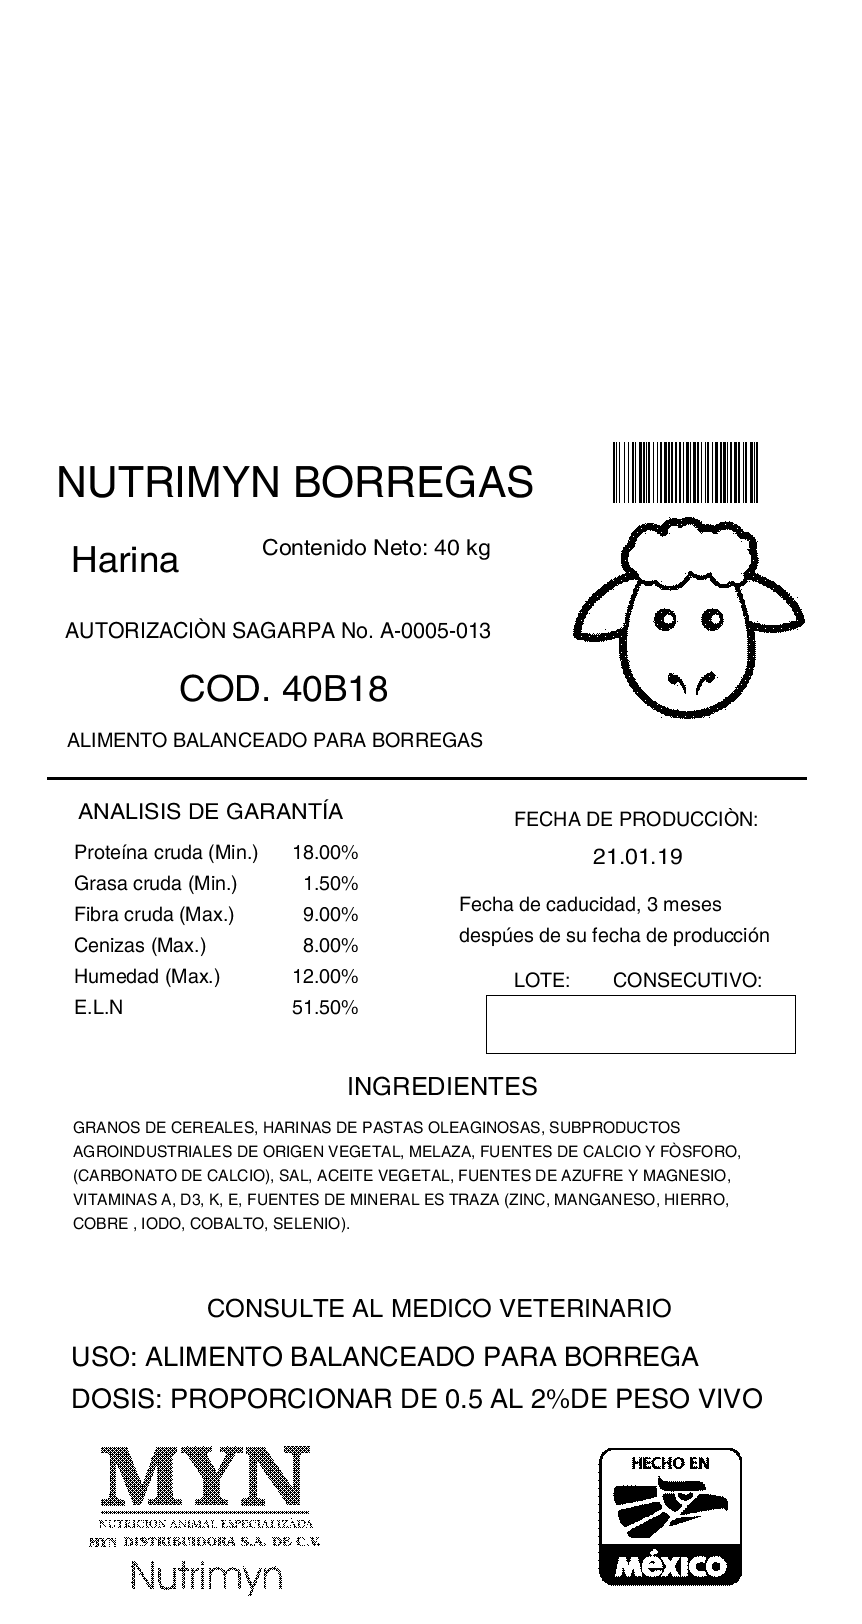 NUTRIMYN BORREGAS
Harina
Contenido Neto: 40 kg
AUTORIZACIÒN SAGARPA No. A-0005-013
COD. 40B18
ALIMENTO BALANCEADO PARA BORREGAS
ANALISIS DE GARANTÍA
Proteína cruda (Min.) 18.00%
Grasa cruda (Min.) 1.50%
Fibra cruda (Max.) 9.00%
Cenizas (Max.) 8.00%
Humedad (Max.) 12.00%
E.L.N 51.50%
FECHA DE PRODUCCIÒN:
21.01.19
Fecha de caducidad, 3 meses
despúes de su fecha de producción
LOTE: CONSECUTIVO:
INGREDIENTES
GRANOS DE CEREALES, HARINAS DE PASTAS OLEAGINOSAS, SUBPRODUCTOS
AGROINDUSTRIALES DE ORIGEN VEGETAL, MELAZA, FUENTES DE CALCIO Y FÒSFORO,
(CARBONATO DE CALCIO), SAL, ACEITE VEGETAL, FUENTES DE AZUFRE Y MAGNESIO,
VITAMINAS A, D3, K, E, FUENTES DE MINERAL ES TRAZA (ZINC, MANGANESO, HIERRO,
COBRE , IODO, COBALTO, SELENIO).
CONSULTE AL MEDICO VETERINARIO
USO: ALIMENTO BALANCEADO PARA BORREGA
DOSIS: PROPORCIONAR DE 0.5 AL 2%DE PESO VIVO
MYN
NUTRICION ANIMAL ESPECIALIZADA
MYN DISTRIBUIDORA S.A. DE C.V.
Nutrimyn
HECHO EN
MéXICO